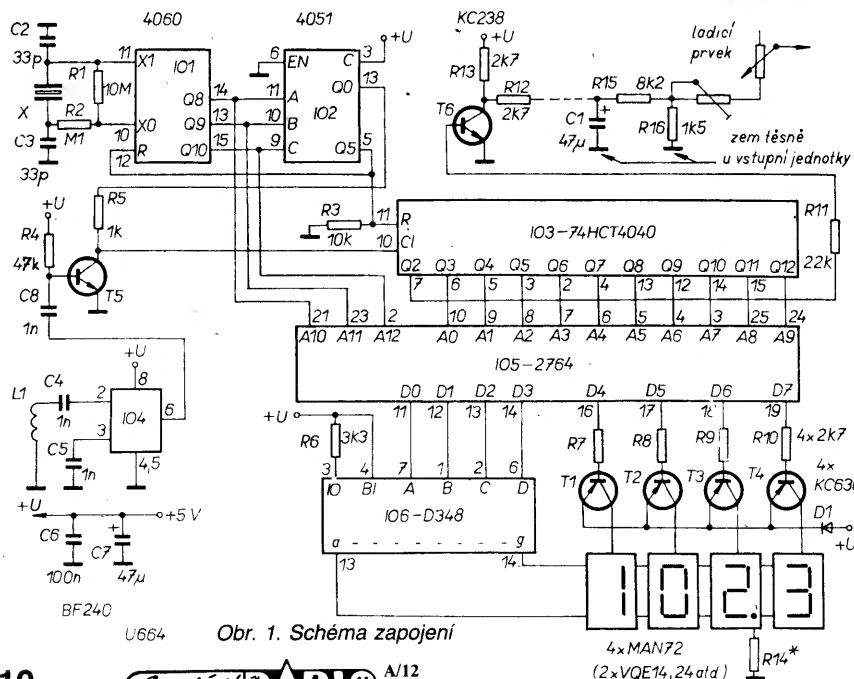 C2
33p
X
C3
33p
R1
10M
R2
M1
4060
11
X1
IO1
X0
10
R
12
Q8
14
Q9
13
Q10
15
4051
6
EN
C
3
+U
Q0
13
11
A
IO2
10
B
9
C
Q5
5
KC238
+U
R13
2k7
R12
2k7
T6
R15
8k2
C1
47µ
R16
1k5
ladicí
prvek
zem těsně
u vstupní jednotky
R11
22k
+U
R4
47k
R5
1k
T5
C8
1n
R3
10k
11
R
10
Cl
IO3-74HCT4040
Q2 Q3 Q4 Q5 Q6 Q7 Q8 Q9 Q10 Q11 Q12
7 6 5 3 2 4 13 12 14 15 1
21 23 2 10 9 8 7 6 5 4 3 25 24
A10 A11 A12 A0 A1 A2 A3 A4 A5 A6 A7 A8 A9
IO5-2764
D0 D1 D2 D3 D4 D5 D6 D7
11 12 13 14 16 17 18 19
L1
C4
1n
2
+U
8
IO4
6
3
C5
1n
4,5
+U
R6
3k3
3 4 7 1 2 6
IO BI A B C D
IO6-D348
a - - - - - - - g
13
14
R7
R8
R9
R10
4x2k7
T1
T2
T3
T4
4x
D1
+U
1 0 2. 3
+U
+5 V
C6
100n
C7
47µ
BF240
U664
Obr. 1. Schéma zapojení
4xMAN72
(2xVQE14,24 atd)
R14*
A/12